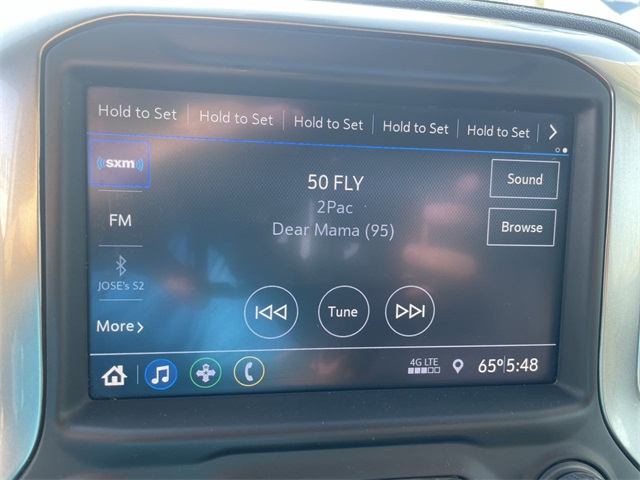 Hold to Set Hold to Set Hold to Set Hold to Set Hold to Set
sxm
50 FLY
Sound
2Pac
FM
Dear Mama (95)
Browse
JOSE's S2
Tune
More
4G LTE
65° 5:48